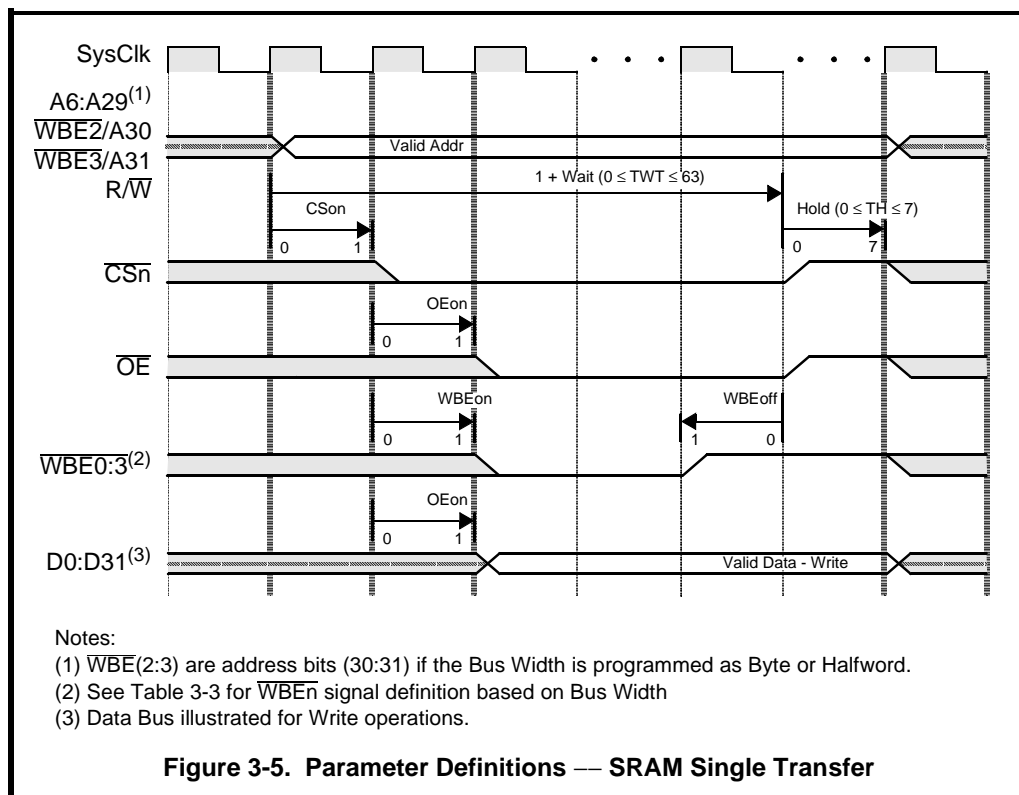 SysClk
A6:A29(1)
WBE2/A30
WBE3/A31
Valid Addr
R/W
1 + Wait (0 ≤ TWT ≤ 63)
CSon
Hold (0 ≤ TH ≤ 7)
0 1
0 7
CSn
OEon
0 1
OE
WBEon
WBEoff
0 1
1 0
WBE0:3(2)
OEon
0 1
D0:D31(3)
Valid Data - Write
Notes:
(1) WBE(2:3) are address bits (30:31) if the Bus Width is programmed as Byte or Halfword.
(2) See Table 3-3 for WBEn signal definition based on Bus Width
(3) Data Bus illustrated for Write operations.
Figure 3-5. Parameter Definitions –– SRAM Single Transfer